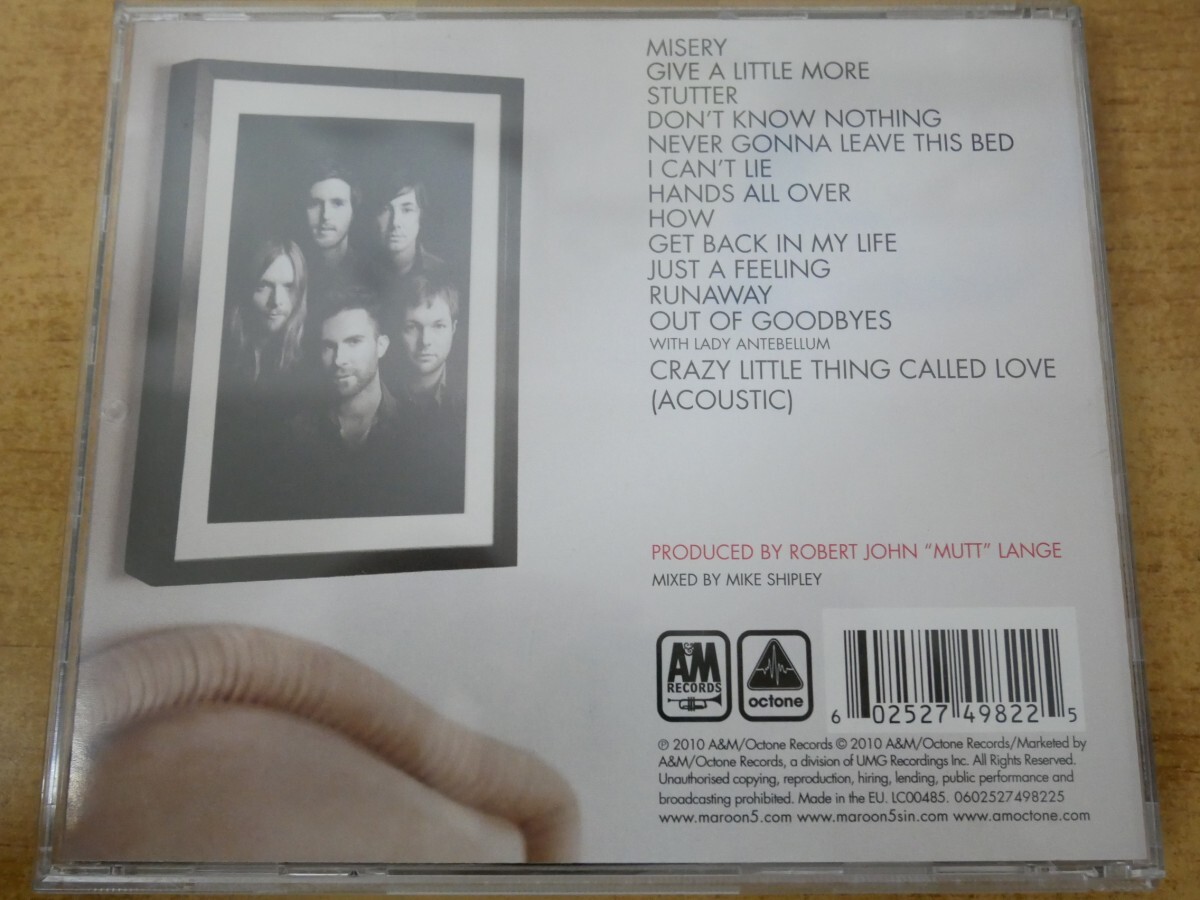 MISERY
GIVE A LITTLE MORE
STUTTER
DON'T KNOW NOTHING
NEVER GONNA LEAVE THIS BED
I CAN'T LIE
HANDS ALL OVER
HOW
GET BACK IN MY LIFE
JUST A FEELING
RUNAWAY
OUT OF GOODBYES
WITH LADY ANTEBELLUM
CRAZY LITTLE THING CALLED LOVE
(ACOUSTIC)
PRODUCED BY ROBERT JOHN "MUTT" LANGE
MIXED BY MIKE SHIPLEY
A&M
RECORDS
octone
6 02527 49822 5
℗ 2010 A&M/Octone Records © 2010 A&M/Octone Records/Marketed by
A&M/Octone Records, a division of UMG Recordings Inc. All Rights Reserved.
Unauthorised copying, reproduction, hiring, lending, public performance and
broadcasting prohibited. Made in the EU. LC00485. 0602527498225
www.maroon5.com www.maroon5sin.com www.amoctone.com